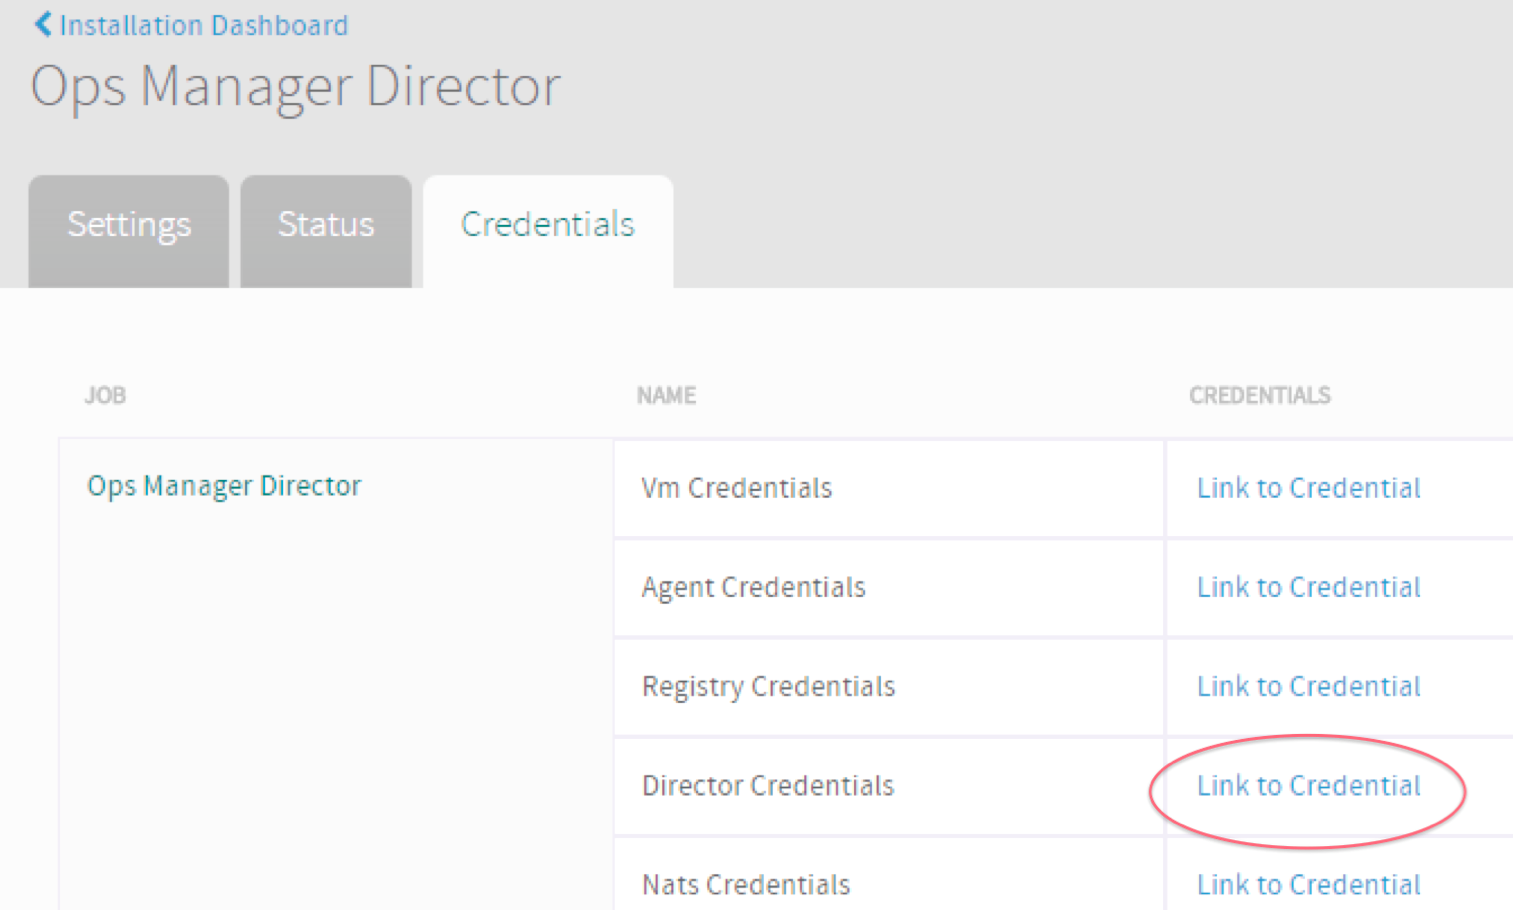 Installation Dashboard
Ops Manager Director
Settings Status Credentials
JOB NAME CREDENTIALS
Ops Manager Director Vm Credentials Link to Credential
Agent Credentials Link to Credential
Registry Credentials Link to Credential
Director Credentials Link to Credential
Nats Credentials Link to Credential